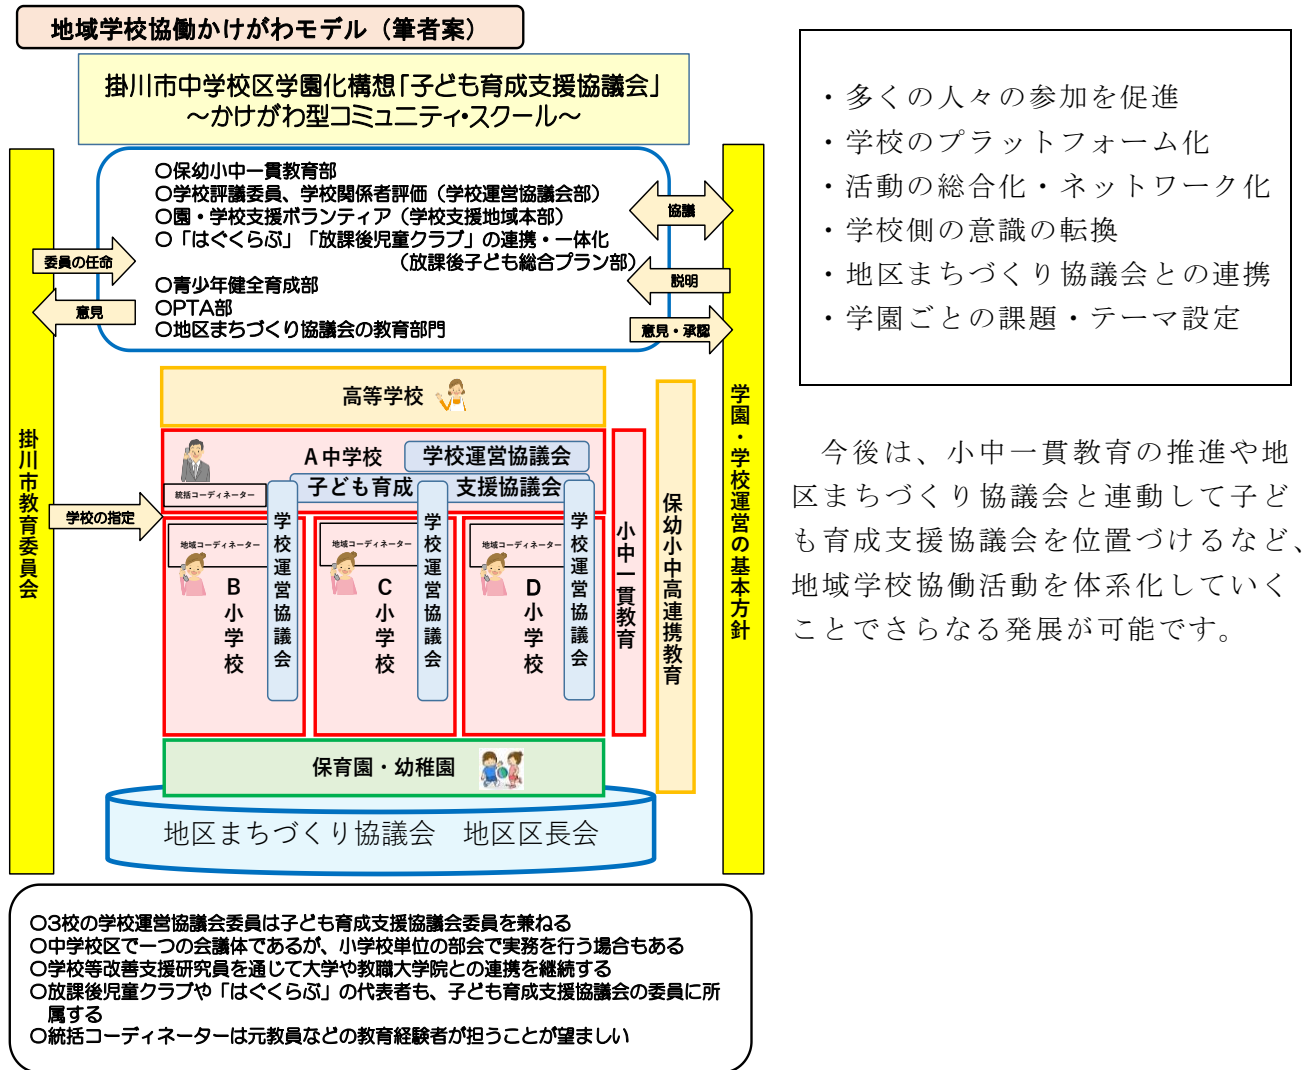 地域学校協働かけがわモデル（筆者案）
掛川市中学校区学園化構想「子ども育成支援協議会」
～かけがわ型コミュニティ・スクール～
〇保幼小中一貫教育部
〇学校評議委員、学校関係者評価（学校運営協議会部）
〇園・学校支援ボランティア（学校支援地域本部）
〇「はぐくらぶ」「放課後児童クラブ」の連携・一体化
（放課後子ども総合プラン部）
〇青少年健全育成部
〇PTA部
〇地区まちづくり協議会の教育部門
委員の任命
意見
協議
説明
意見・承認
掛川市教育委員会
学園・学校運営の基本方針
学校の指定
高等学校
A中学校
学校運営協議会
子ども育成
支援協議会
統括コーディネーター
地域コーディネーター
B小学校
学校運営協議会
地域コーディネーター
C小学校
学校運営協議会
地域コーディネーター
D小学校
学校運営協議会
小中一貫教育
保幼小中高連携教育
保育園・幼稚園
地区まちづくり協議会　地区区長会
〇3校の学校運営協議会委員は子ども育成支援協議会委員を兼ねる
〇中学校区で一つの会議体であるが、小学校単位の部会で実務を行う場合もある
〇学校等改善支援研究員を通じて大学や教職大学院との連携を継続する
〇放課後児童クラブや「はぐくらぶ」の代表者も、子ども育成支援協議会の委員に所
属する
〇統括コーディネーターは元教員などの教育経験者が担うことが望ましい
・多くの人々の参加を促進
・学校のプラットフォーム化
・活動の総合化・ネットワーク化
・学校側の意識の転換
・地区まちづくり協議会との連携
・学園ごとの課題・テーマ設定
今後は、小中一貫教育の推進や地
区まちづくり協議会と連動して子ど
も育成支援協議会を位置づけるなど、
地域学校協働活動を体系化していく
ことでさらなる発展が可能です。